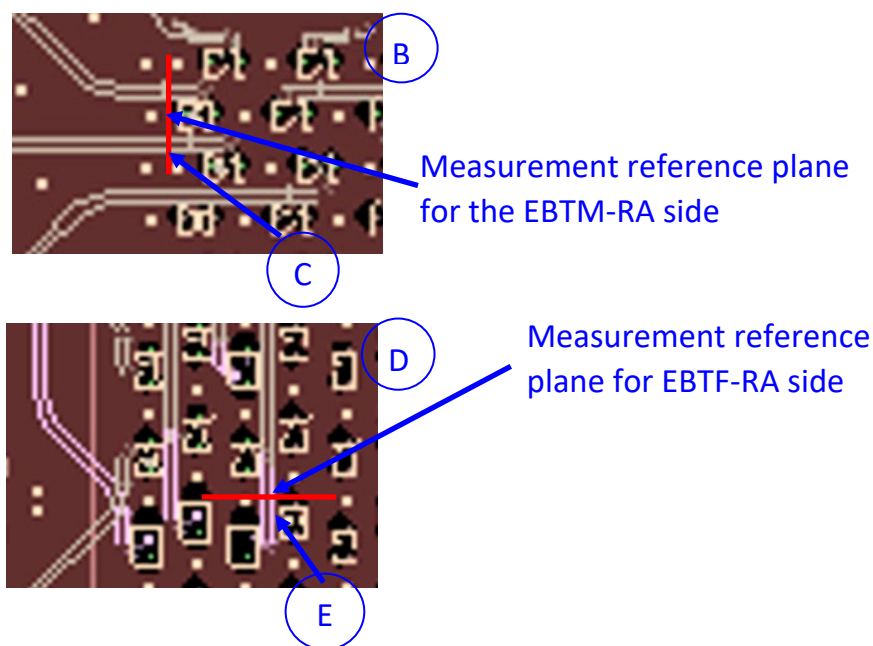 B
Measurement reference plane
for the EBTM-RA side
C
D
Measurement reference
plane for EBTF-RA side
E